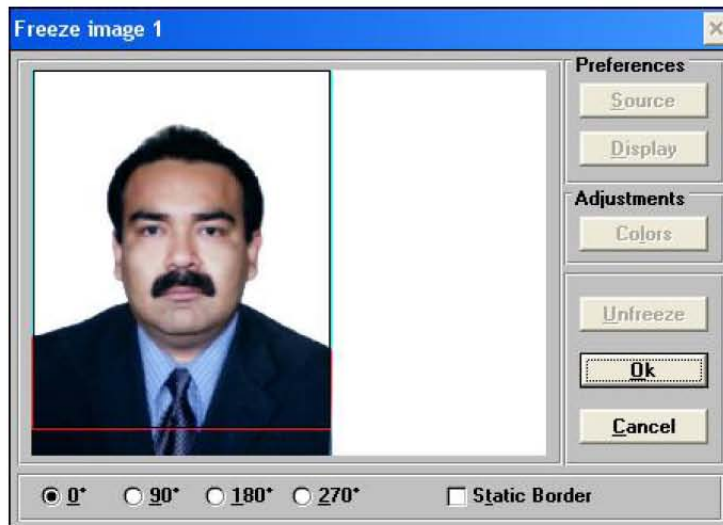 Freeze image 1
Preferences
Source
Display
Adjustments
Colors
Unfreeze
Ok
Cancel
0° 90° 180° 270° Static Border